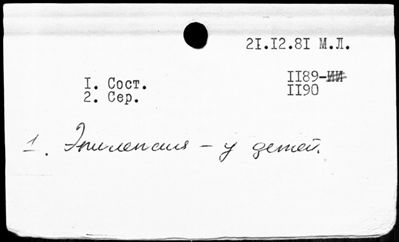 21.12.81 М.Л.
1. Сост. 1189-
2. Сер. 1190
1. Эпилепсия - у детей.